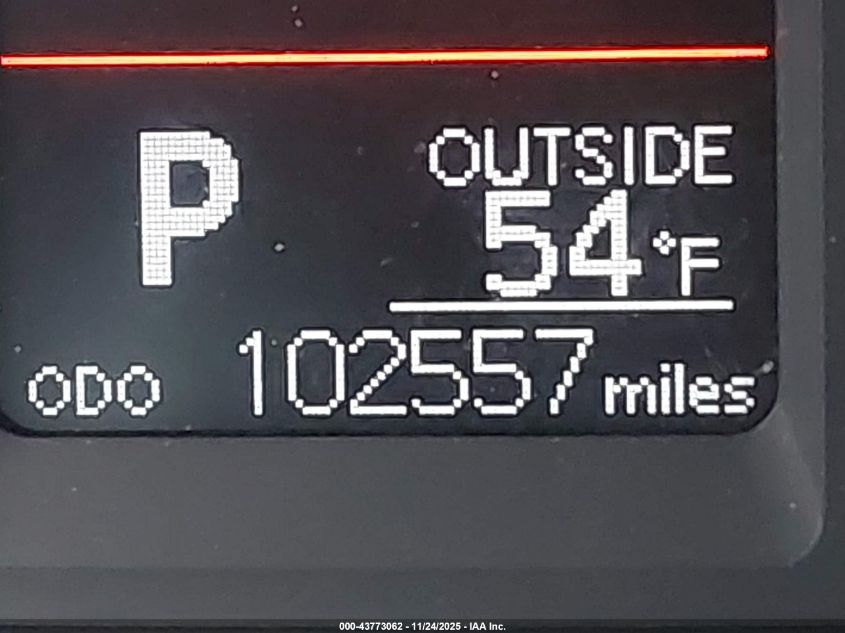 P
OUTSIDE
54°F
ODO 102557 miles
000-43773062 - 11/24/2025 - IAA Inc.